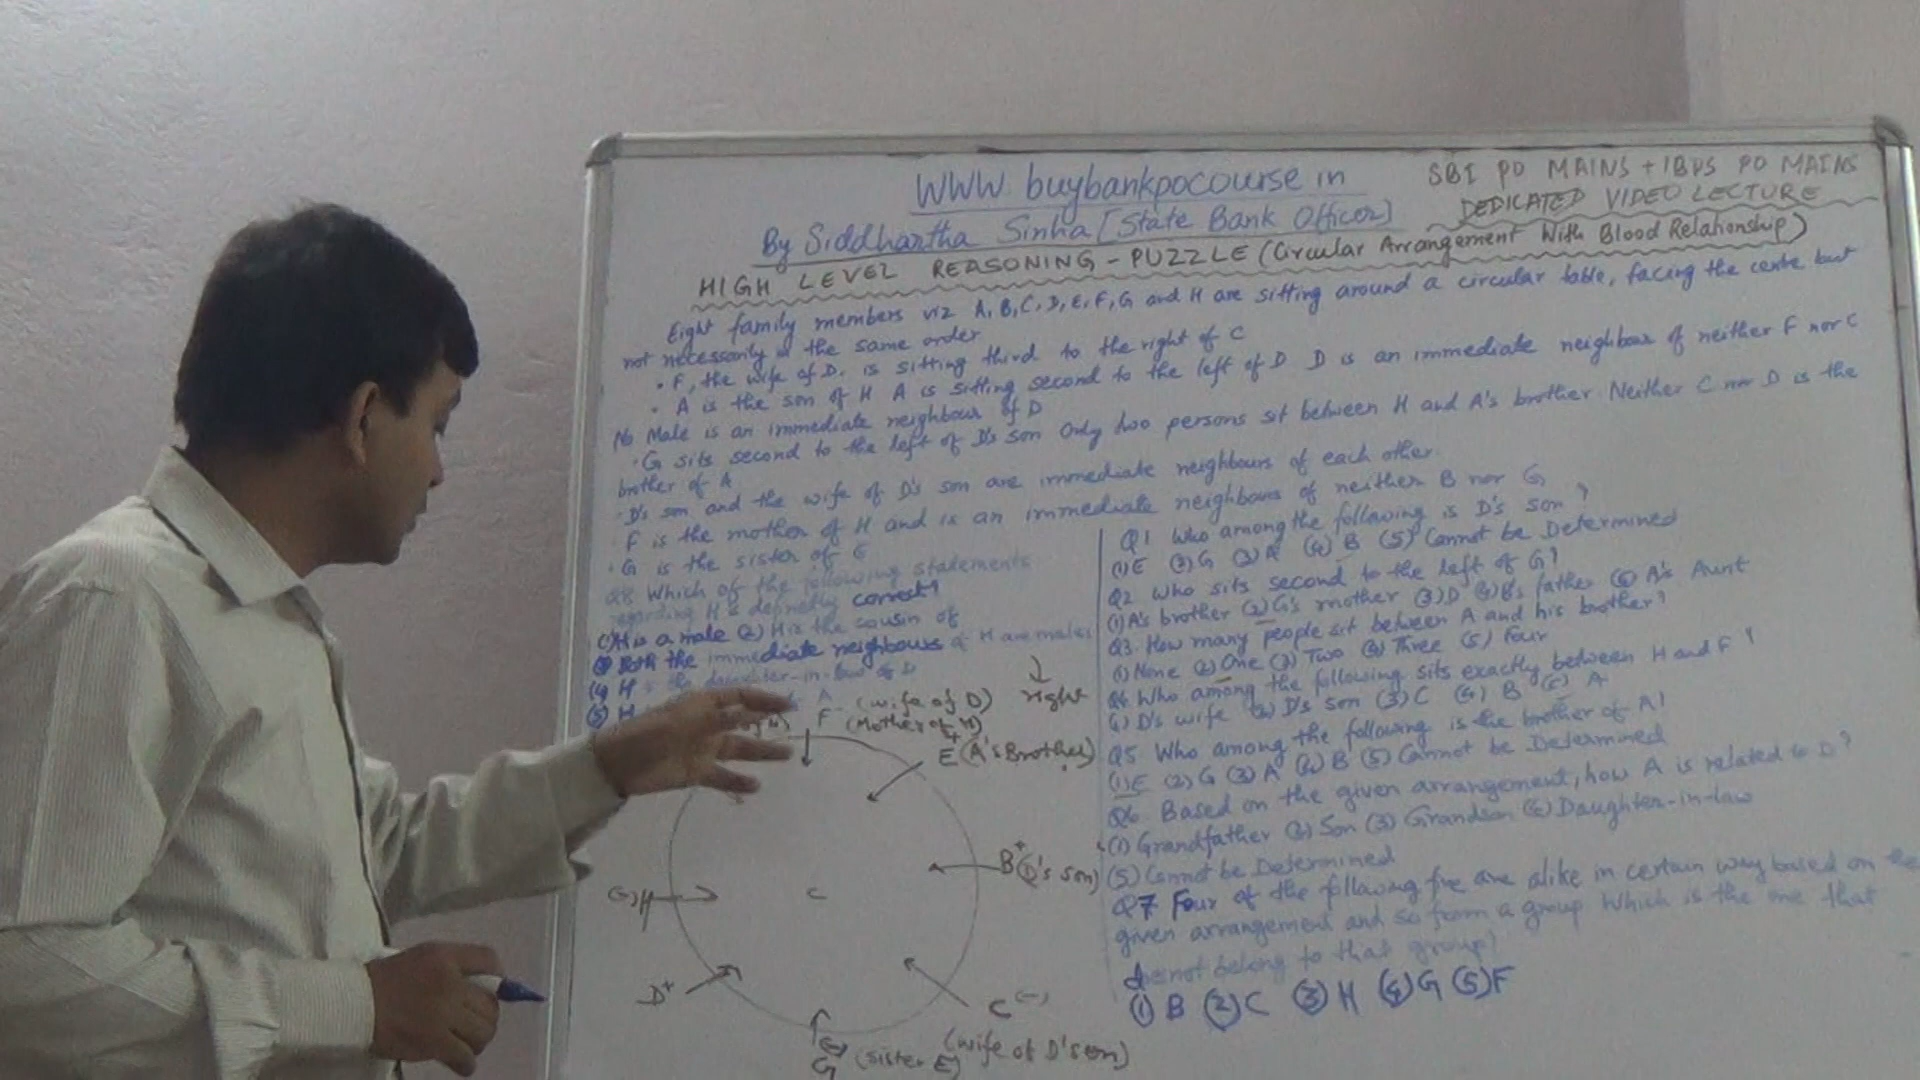 WWW. buybankpocourse in
SBI PO MAINS + IBPS PO MAINS
DEDICATED VIDEO LECTURE
By Siddhartha Sinha [State Bank Officer]
HIGH LEVEL REASONING - PUZZLE (Circular Arrangement With Blood Relationship)
Eight family members viz A, B, C, D, E, F, G and H are sitting around a circular table, facing the centre but
not necessarily in the same order
• F, the wife of D, is sitting third to the right of C
• A is the son of H A is sitting second to the left of D D is an immediate neighbour of neither F nor C
No Male is an immediate neighbour of D
• G sits second to the left of D's son Only two persons sit between H and A's brother. Neither C nor D is the
brother of A
• D's son and the wife of D's son are immediate neighbours of each other.
F is the mother of H and is an immediate neighbours of neither B nor G
• G is the sister of E
Q8 Which of the following statements
regarding H is definitely correct?
(1) H is a male (2) H is the cousin of
Both the immediate neighbours of H are males
(4) H is the daughter-in-law of D
(5) H
Q1 Who among the following is D's son ?
(1) E (2) G (3) A (4) B (5) Cannot be Determined
Q2 Who sits second to the left of G?
(1) A's brother (2) G's mother (3) D (4) B's father (5) A's Aunt
Q3. How many people sit between A and his brother?
(1) None (2) One (3) Two (4) Three (5) Four
Q4 Who among the following sits exactly between H and F ?
(1) D's wife (2) D's son (3) C (4) B (5) A
Q5 Who among the following is the brother of A?
(1) E (2) G (3) A (4) B (5) Cannot be Determined
Q6 Based on the given arrangement, how A is related to D?
(1) Grandfather (2) Son (3) Grandson (4) Daughter-in-law
(5) Cannot be Determined
Q7 Four of the following five are alike in certain way based on the
given arrangement and so from a group Which is the one that
does not belong to that group?
(1) B (2) C (3) H (4) G (5) F
right
F (wife of D)
(Mother of H)
E+ (A's Brother)
B+ (D's son)
C (-)
(wife of D's son)
(-) G (sister E)
D+
(-) H
C